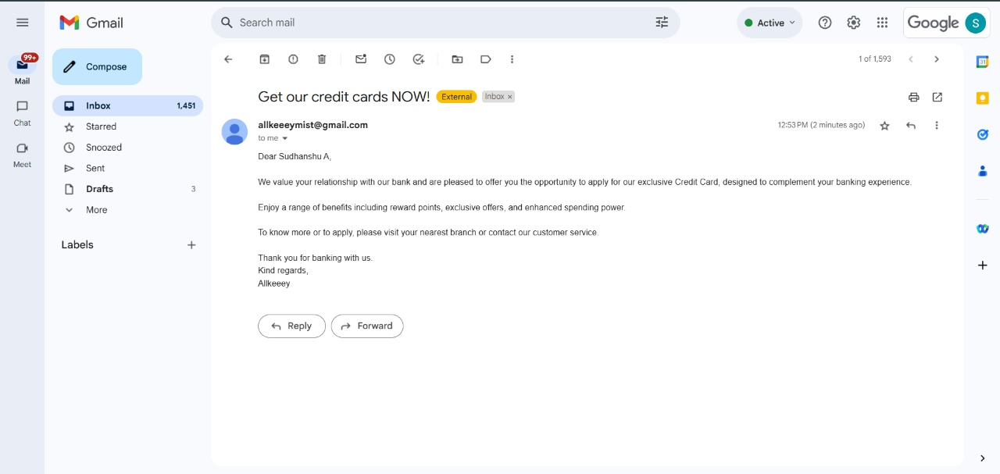 Gmail
Search mail
Active
Google
S
99+
Mail
Chat
Meet
Compose
Inbox 1,451
Starred
Snoozed
Sent
Drafts 3
More
Labels
1 of 1,593
Get our credit cards NOW! External Inbox ×
allkeeeymist@gmail.com 12:53 PM (2 minutes ago)
to me
Dear Sudhanshu A,
We value your relationship with our bank and are pleased to offer you the opportunity to apply for our exclusive Credit Card, designed to complement your banking experience.
Enjoy a range of benefits including reward points, exclusive offers, and enhanced spending power.
To know more or to apply, please visit your nearest branch or contact our customer service.
Thank you for banking with us.
Kind regards,
Allkeeey
Reply Forward
31